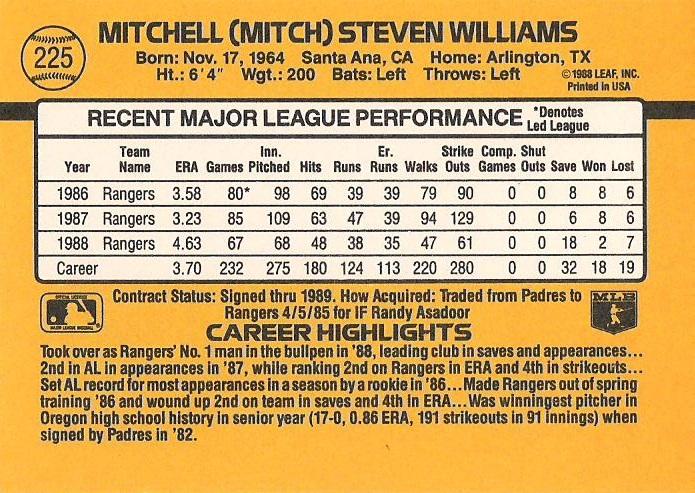 225
MITCHELL (MITCH) STEVEN WILLIAMS
Born: Nov. 17, 1964 Santa Ana, CA Home: Arlington, TX
Ht.: 6'4" Wgt.: 200 Bats: Left Throws: Left
©1988 LEAF, INC.
Printed in USA
RECENT MAJOR LEAGUE PERFORMANCE *Denotes Led League
Year Team Name ERA Games Inn. Pitched Hits Runs Er. Runs Walks Strike Outs Comp. Games Shut Outs Save Won Lost
1986 Rangers 3.58 80* 98 69 39 39 79 90 0 0 8 8 6
1987 Rangers 3.23 85 109 63 47 39 94 129 0 0 6 8 6
1988 Rangers 4.63 67 68 48 38 35 47 61 0 0 18 2 7
Career 3.70 232 275 180 124 113 220 280 0 0 32 18 19
OFFICIAL LICENSEE
MAJOR LEAGUE BASEBALL
Contract Status: Signed thru 1989. How Acquired: Traded from Padres to
Rangers 4/5/85 for IF Randy Asadoor
MLB
CAREER HIGHLIGHTS
Took over as Rangers' No. 1 man in the bullpen in '88, leading club in saves and appearances...
2nd in AL in appearances in '87, while ranking 2nd on Rangers in ERA and 4th in strikeouts...
Set AL record for most appearances in a season by a rookie in '86...Made Rangers out of spring
training '86 and wound up 2nd on team in saves and 4th in ERA...Was winningest pitcher in
Oregon high school history in senior year (17-0, 0.86 ERA, 191 strikeouts in 91 innings) when
signed by Padres in '82.